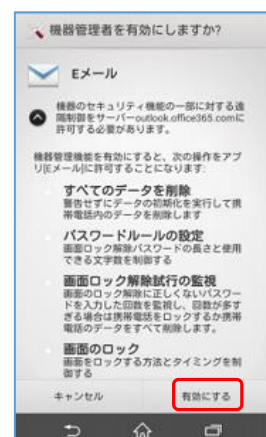 機器管理者を有効にしますか?
Eメール
機器のセキュリティ機能の一部に対する遠
隔制御をサーバーoutlook.office365.comに
許可する必要があります。
機器管理機能を有効にすると、次の操作をアプ
リ[Eメール]に許可することになります:
すべてのデータを削除
警告せずにデータの初期化を実行して携
帯電話内のデータを削除します
パスワードルールの設定
画面ロック解除パスワードの長さと使用
できる文字数を制御する
画面ロック解除試行の監視
画面のロック解除に正しくないパスワー
ドを入力した回数を監視し、回数が多す
ぎる場合は携帯電話をロックするか携帯
電話のデータをすべて削除します。
画面のロック
画面をロックする方法とタイミングを制
御する
キャンセル
有効にする